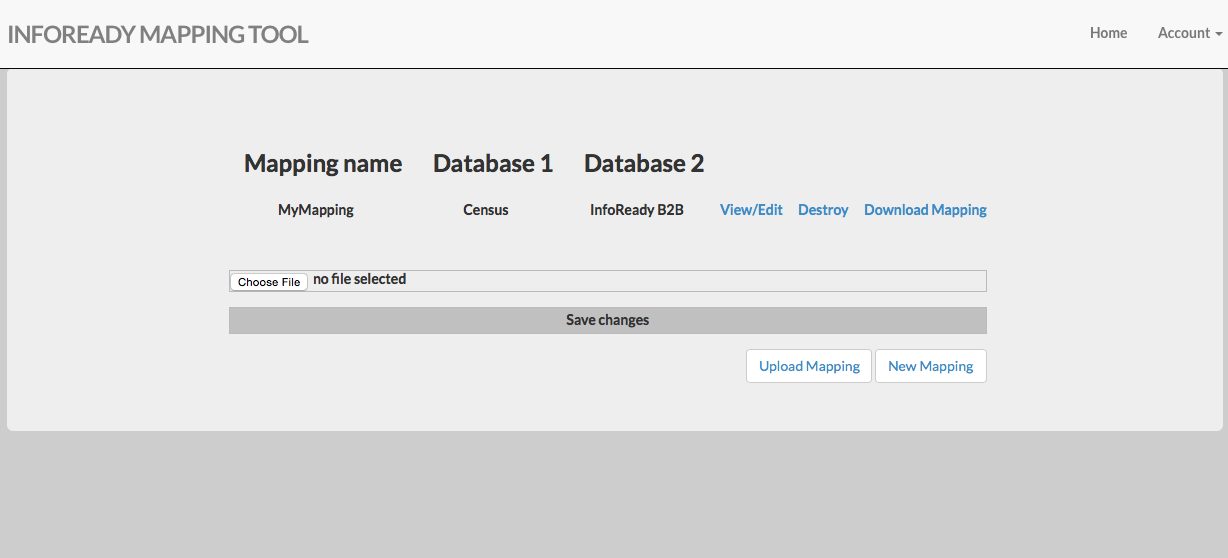 INFOREADY MAPPING TOOL Home Account
Mapping name Database 1 Database 2
MyMapping Census InfoReady B2B View/Edit Destroy Download Mapping
Choose File no file selected
Save changes
Upload Mapping New Mapping